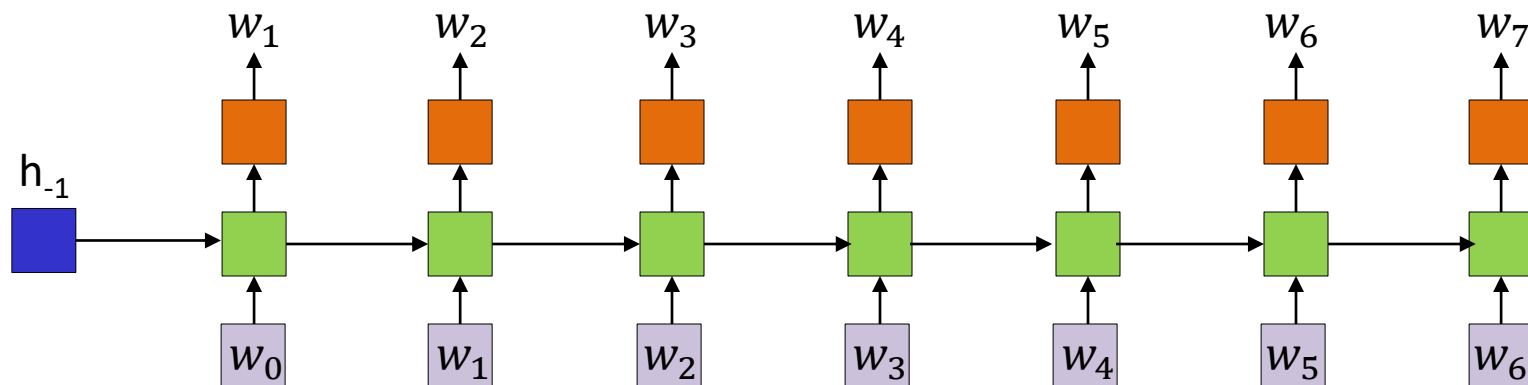 w₁ w₂ w₃ w₄ w₅ w₆ w₇
h₋₁
w₀ w₁ w₂ w₃ w₄ w₅ w₆